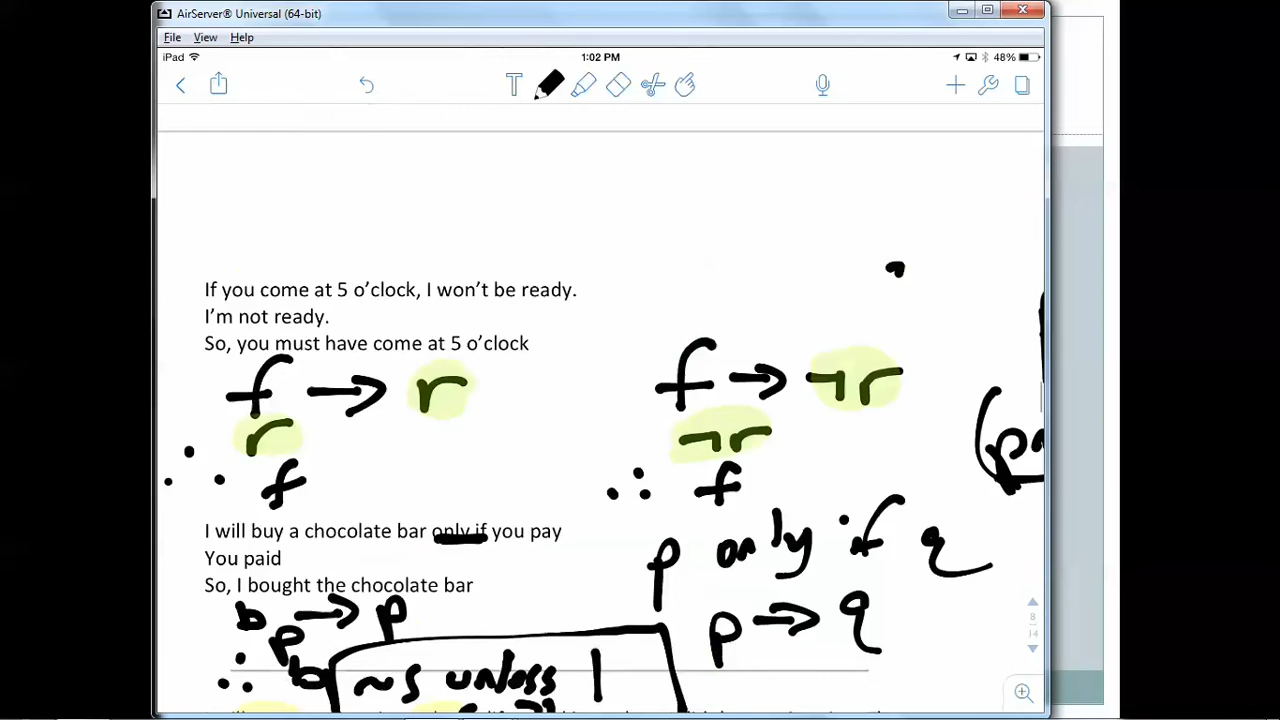 AirServer® Universal (64-bit)
File View Help
iPad 1:02 PM 48%
T
If you come at 5 o’clock, I won’t be ready.
I’m not ready.
So, you must have come at 5 o’clock
f → r
r
∴ f
f → ¬r
¬r
∴ f
(p
I will buy a chocolate bar only if you pay
You paid
So, I bought the chocolate bar
b → p
p
∴ b
p only if q
p → q
~s unless l
8
14